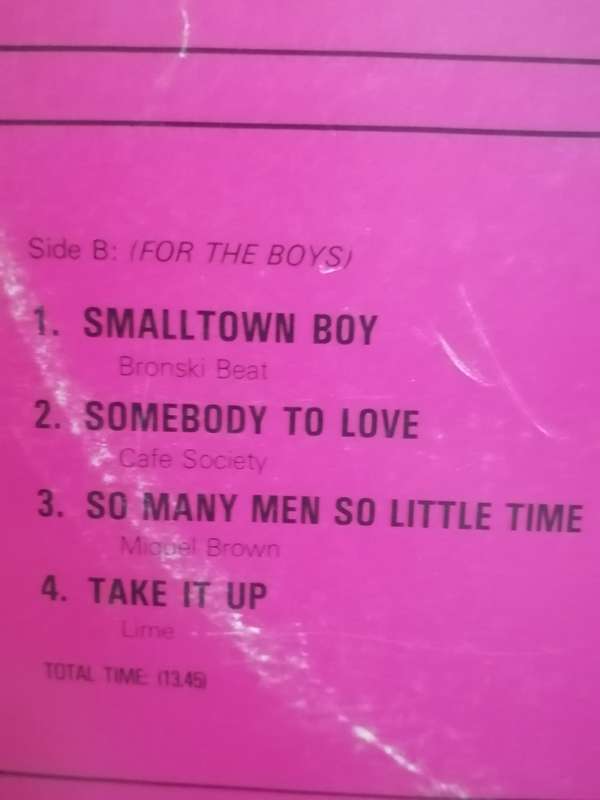 Side B: (FOR THE BOYS)
1. SMALLTOWN BOY
Bronski Beat
2. SOMEBODY TO LOVE
Cafe Society
3. SO MANY MEN SO LITTLE TIME
Miquel Brown
4. TAKE IT UP
Lime
TOTAL TIME: (13.45)